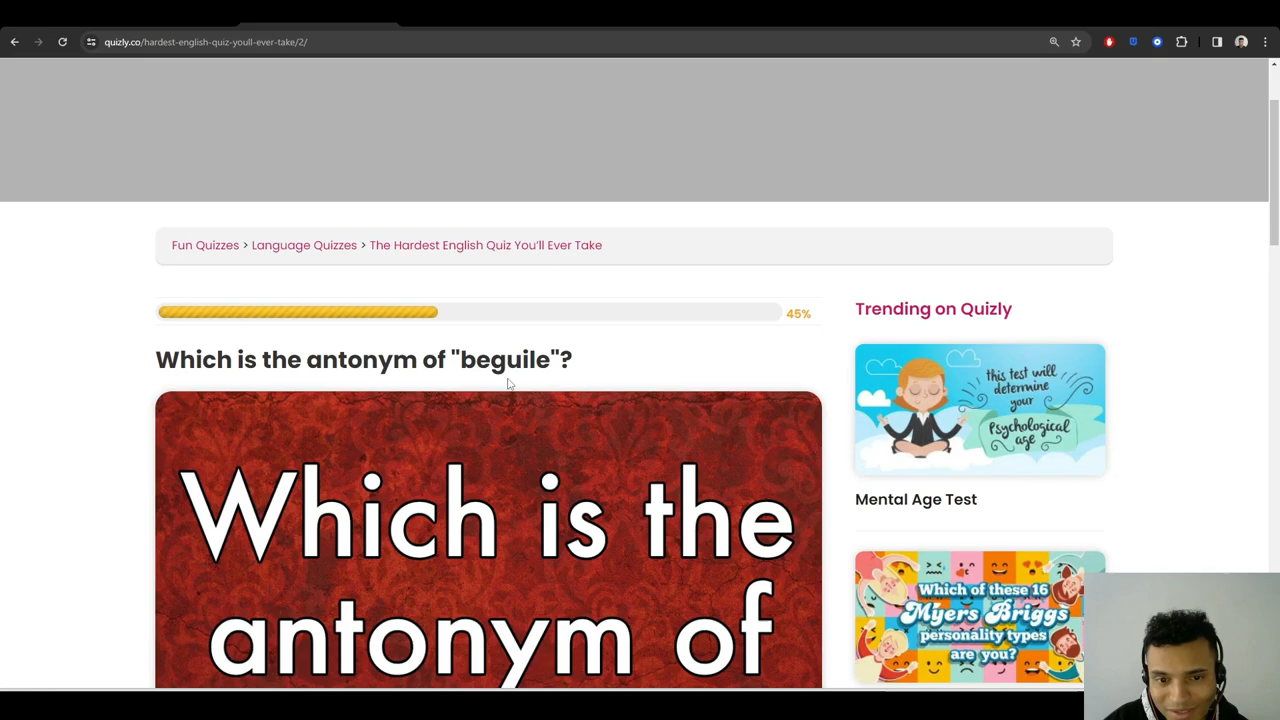 quizly.co/hardest-english-quiz-youll-ever-take/2/
Fun Quizzes > Language Quizzes > The Hardest English Quiz You'll Ever Take
45%
Which is the antonym of "beguile"?
Which is the
antonym of
Trending on Quizly
this test will
determine
your
Psychological
age
Mental Age Test
Which of these 16
Myers Briggs
personality types
are you?